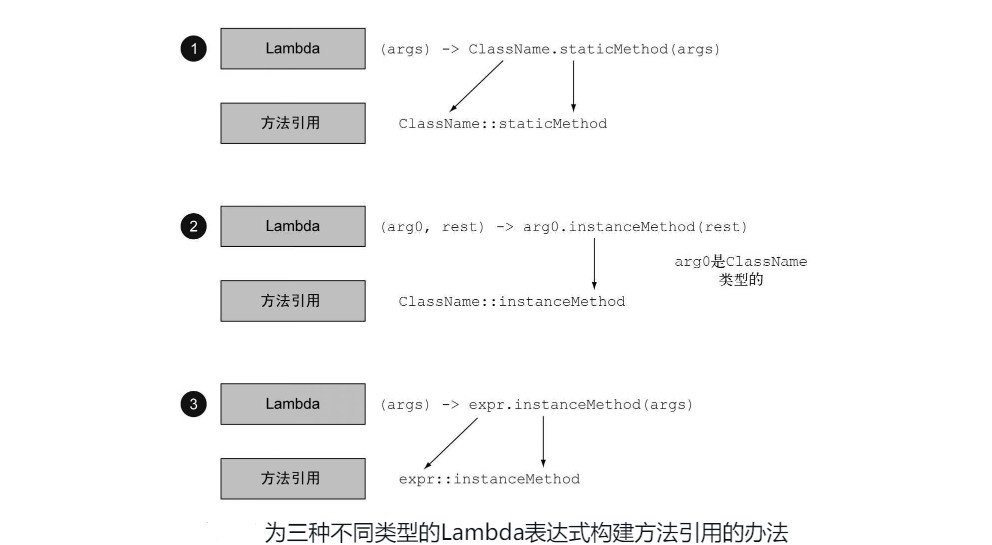 1 Lambda (args) -> ClassName.staticMethod(args)
方法引用 ClassName::staticMethod
2 Lambda (arg0, rest) -> arg0.instanceMethod(rest)
arg0是ClassName
类型的
方法引用 ClassName::instanceMethod
3 Lambda (args) -> expr.instanceMethod(args)
方法引用 expr::instanceMethod
为三种不同类型的Lambda表达式构建方法引用的办法